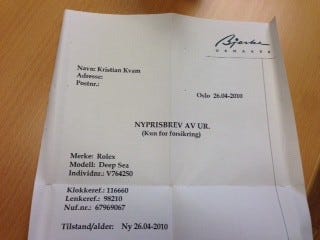 Bjerke
URMAKER
Navn: Kristian Kvam
Adresse:
Postnr.:
Oslo 26.04-2010
NYPRISBREV AV UR.
(Kun for forsikring)
Merke: Rolex
Modell: Deep Sea
Individnr.: V764250
Klokkeref.: 116660
Lenkeref.: 98210
Nuf.nr.: 67969067
Tilstand/alder: Ny 26.04-2010